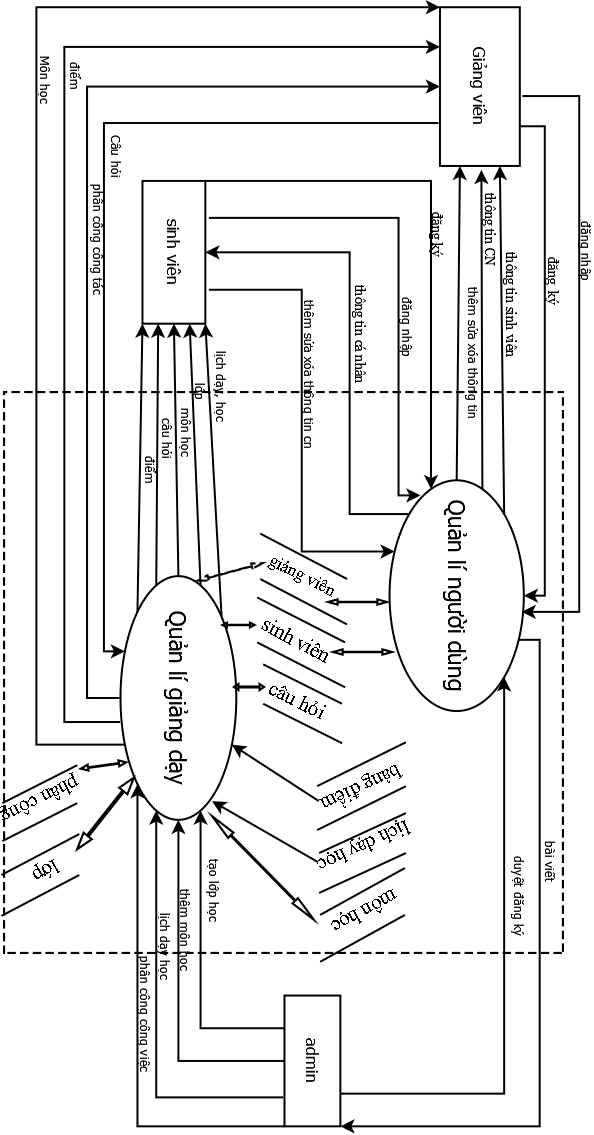 Giảng viên
Môn học
điểm
phân công công tác
Câu hỏi
sinh viên
đăng nhập
đăng ký
thông tin sinh viên
thông tin CN
thêm sửa xóa thông tin
đăng ký
đăng nhập
thông tin cá nhân
thêm sửa xóa thông tin cn
lịch dạy, học
lớp
môn học
câu hỏi
điểm
Quản lí người dùng
Quản lí giảng dạy
giảng viên
sinh viên
câu hỏi
bảng điểm
lịch dạy học
môn học
phân công
lớp
bài viết
duyệt đăng ký
tạo lớp học
thêm môn học
lịch dạy học
phân công công việc
admin